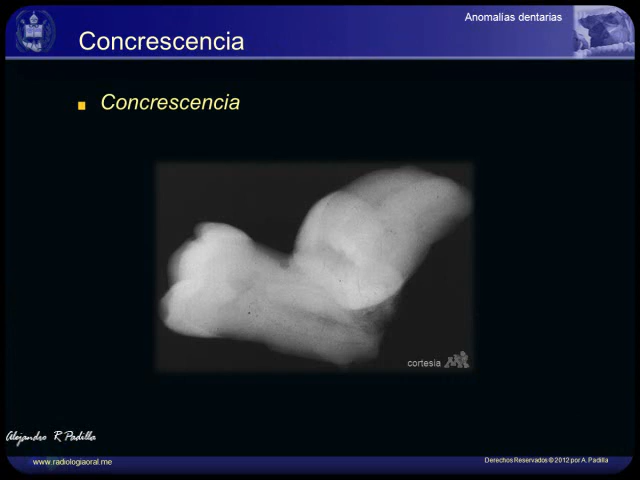 Anomalías dentarias
Concrescencia
Concrescencia
cortesía
Alejandro R Padilla
www.radiologiaoral.me
Derechos Reservados © 2012 por A. Padilla